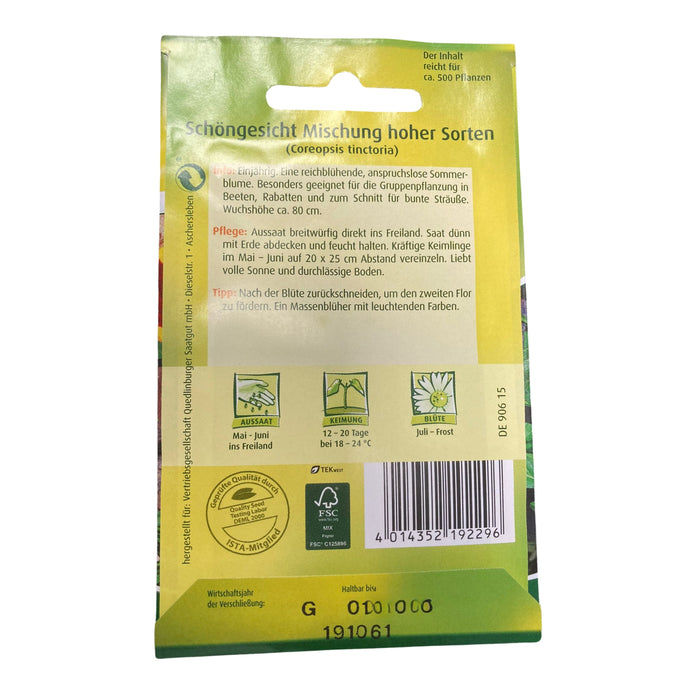 Der Inhalt
reicht für
ca. 500 Pflanzen
Schöngesicht Mischung hoher Sorten
(Coreopsis tinctoria)
Info: Einjährig. Eine reichblühende, anspruchslose Sommer-
blume. Besonders geeignet für die Gruppenpflanzung in
Beeten, Rabatten und zum Schnitt für bunte Sträuße.
Wuchshöhe ca. 80 cm.
Pflege: Aussaat breitwürfig direkt ins Freiland. Saat dünn
mit Erde abdecken und feucht halten. Kräftige Keimlinge
im Mai – Juni auf 20 x 25 cm Abstand vereinzeln. Liebt
volle Sonne und durchlässige Boden.
Tipp: Nach der Blüte zurückschneiden, um den zweiten Flor
zu fördern. Ein Massenblüher mit leuchtenden Farben.
AUSSAAT
Mai - Juni
ins Freiland
KEIMUNG
12 – 20 Tage
bei 18 – 24 °C
BLÜTE
Juli – Frost
DE 906 15
hergestellt für: Vertriebsgesellschaft Quedlinburger Saatgut mbH · Dieselstr. 1 · Aschersleben
Geprüfte Qualität durch
Quality Seed
Testing Labor
DEML 2000
ISTA-Mitglied
FSC
www.fsc.org
MIX
Papier
FSC® C125896
TEKWEST
4 014352 192296
Wirtschaftsjahr
der Verschließung:
Haltbar bis:
G
191061